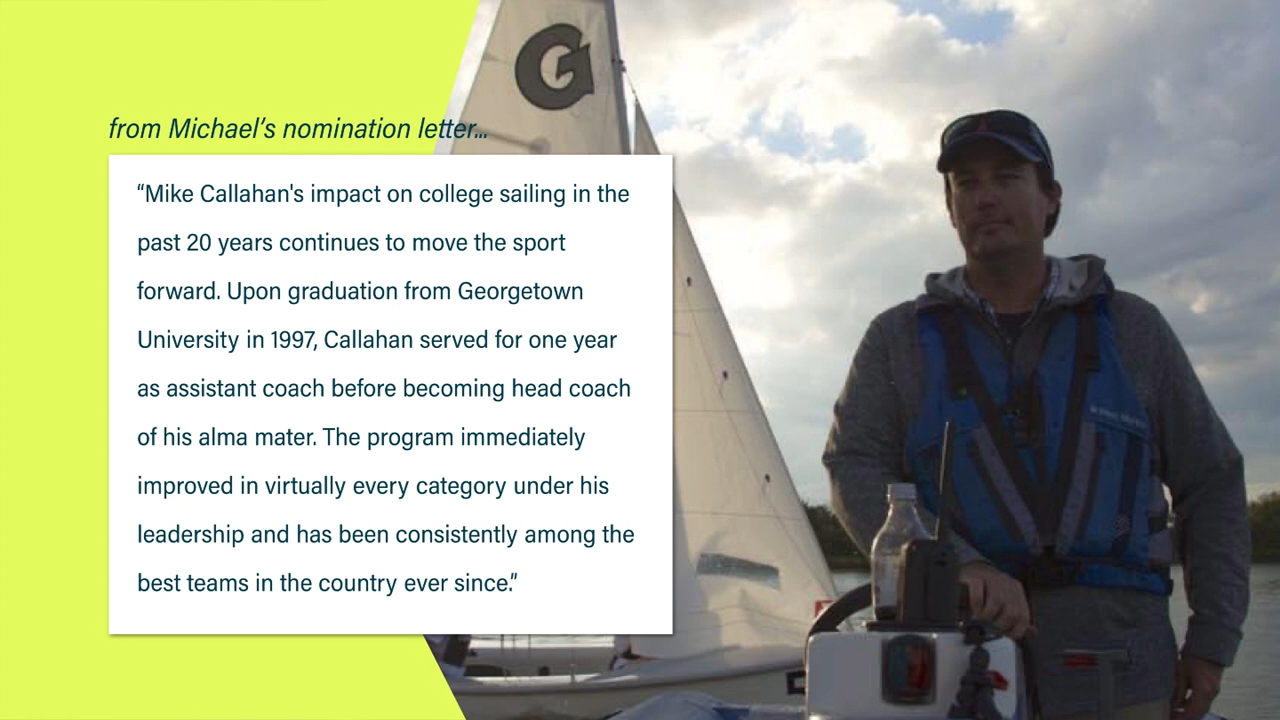 G
from Michael’s nomination letter...
“Mike Callahan's impact on college sailing in the
past 20 years continues to move the sport
forward. Upon graduation from Georgetown
University in 1997, Callahan served for one year
as assistant coach before becoming head coach
of his alma mater. The program immediately
improved in virtually every category under his
leadership and has been consistently among the
best teams in the country ever since.”